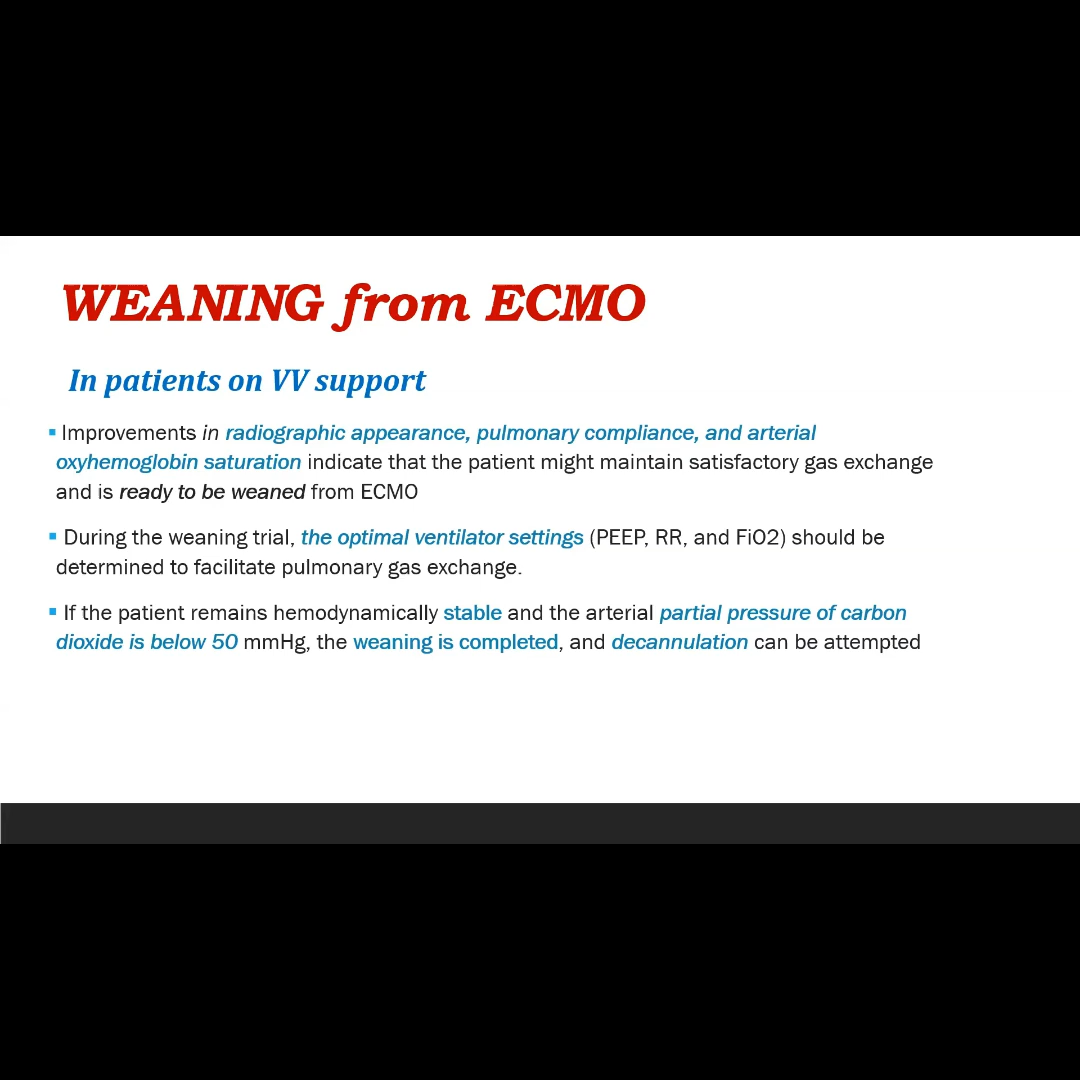 WEANING from ECMO
In patients on VV support
▪ Improvements in radiographic appearance, pulmonary compliance, and arterial
oxyhemoglobin saturation indicate that the patient might maintain satisfactory gas exchange
and is ready to be weaned from ECMO
▪ During the weaning trial, the optimal ventilator settings (PEEP, RR, and FiO2) should be
determined to facilitate pulmonary gas exchange.
▪ If the patient remains hemodynamically stable and the arterial partial pressure of carbon
dioxide is below 50 mmHg, the weaning is completed, and decannulation can be attempted